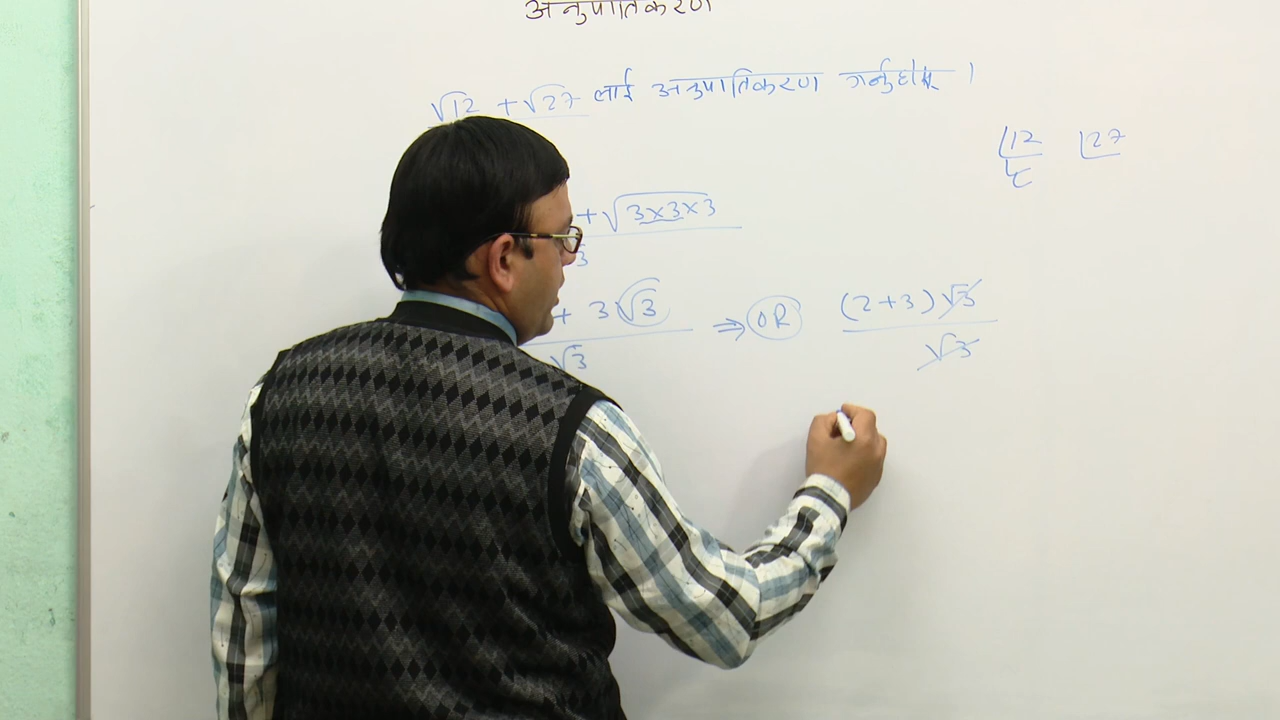 अनुपातिकरण
√12 + √27 लाई अनुपातिकरण गर्नुहोस् ।
12 27
+ √3×3×3
3
+ 3√3 ⇒ OR (2+3)√3
√3 √3